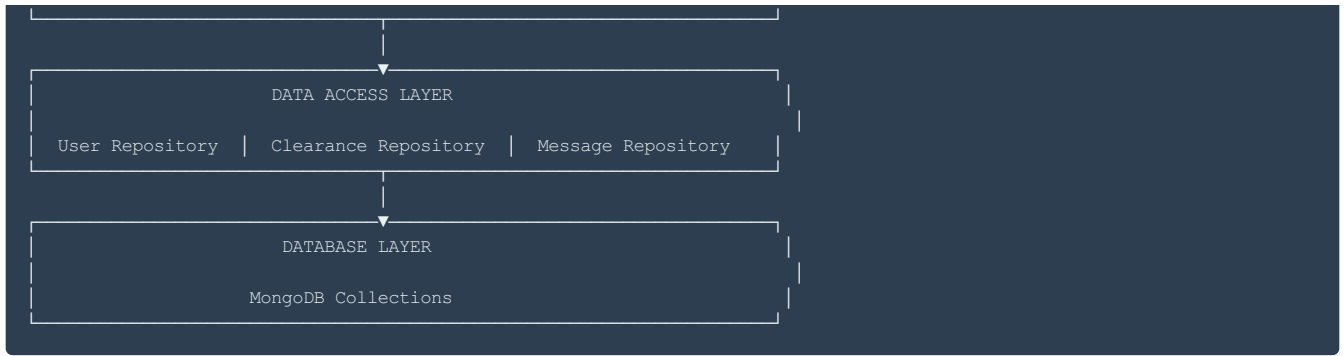 DATA ACCESS LAYER
User Repository │ Clearance Repository │ Message Repository
DATABASE LAYER
MongoDB Collections